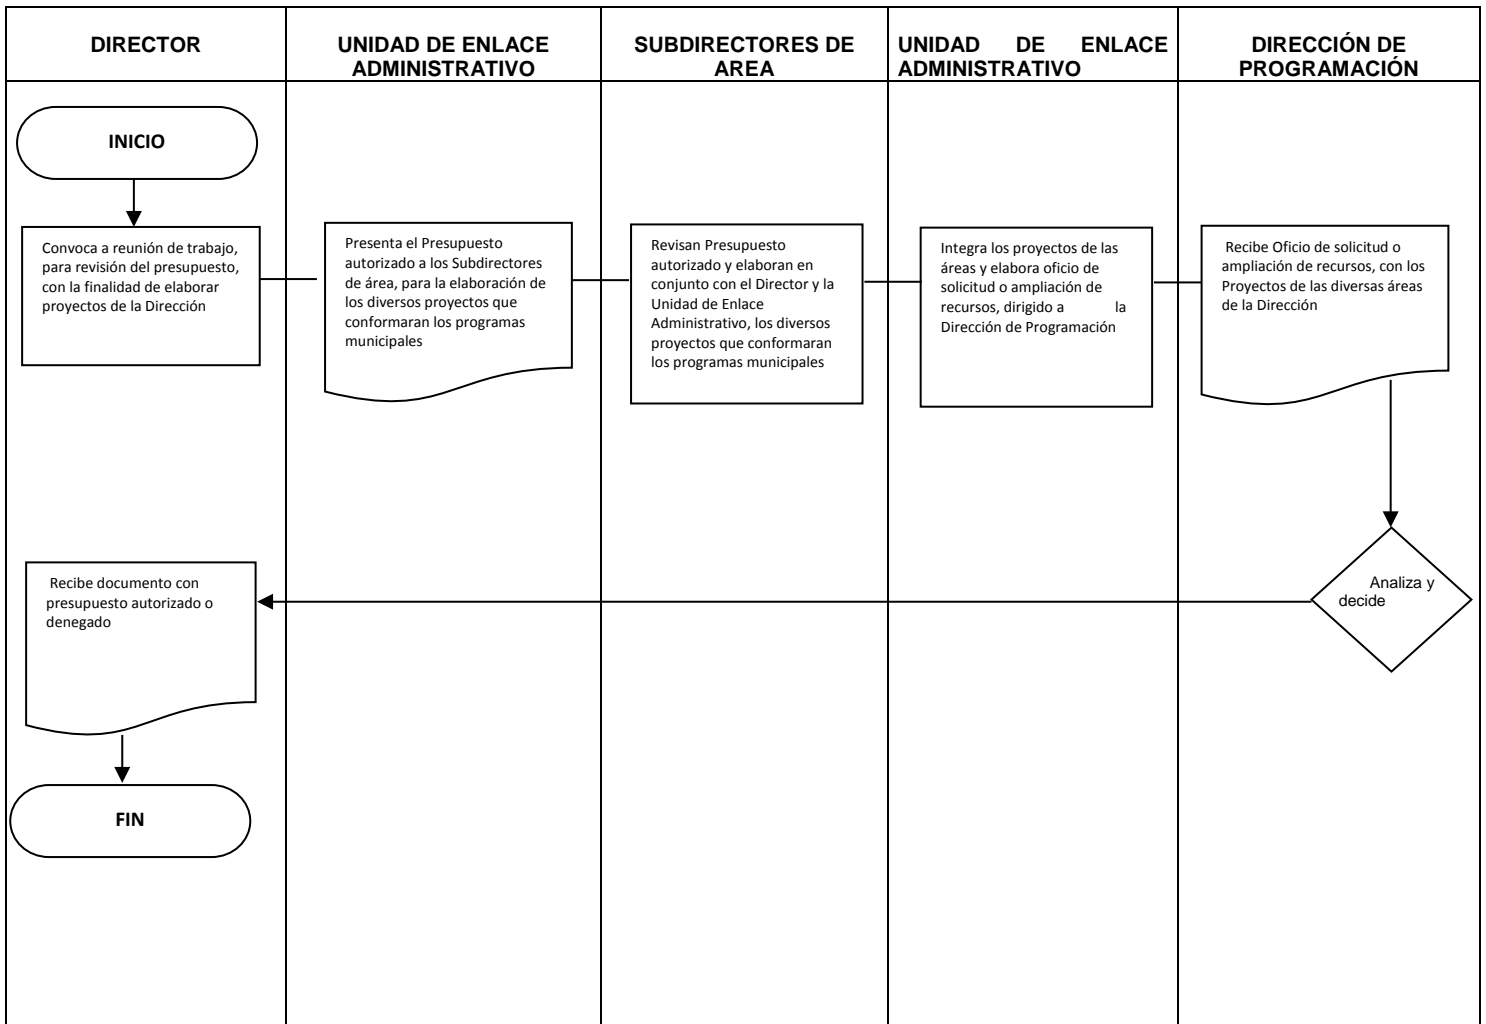 DIRECTOR
UNIDAD DE ENLACE
ADMINISTRATIVO
SUBDIRECTORES DE
AREA
UNIDAD DE ENLACE
ADMINISTRATIVO
DIRECCIÓN DE
PROGRAMACIÓN
INICIO
Convoca a reunión de trabajo,
para revisión del presupuesto,
con la finalidad de elaborar
proyectos de la Dirección
Presenta el Presupuesto
autorizado a los Subdirectores
de área, para la elaboración de
los diversos proyectos que
conformaran los programas
municipales
Revisan Presupuesto
autorizado y elaboran en
conjunto con el Director y la
Unidad de Enlace
Administrativo, los diversos
proyectos que conformaran
los programas municipales
Integra los proyectos de las
áreas y elabora oficio de
solicitud o ampliación de
recursos, dirigido a la
Dirección de Programación
Recibe Oficio de solicitud o
ampliación de recursos, con los
Proyectos de las diversas áreas
de la Dirección
Analiza y
decide
Recibe documento con
presupuesto autorizado o
denegado
FIN